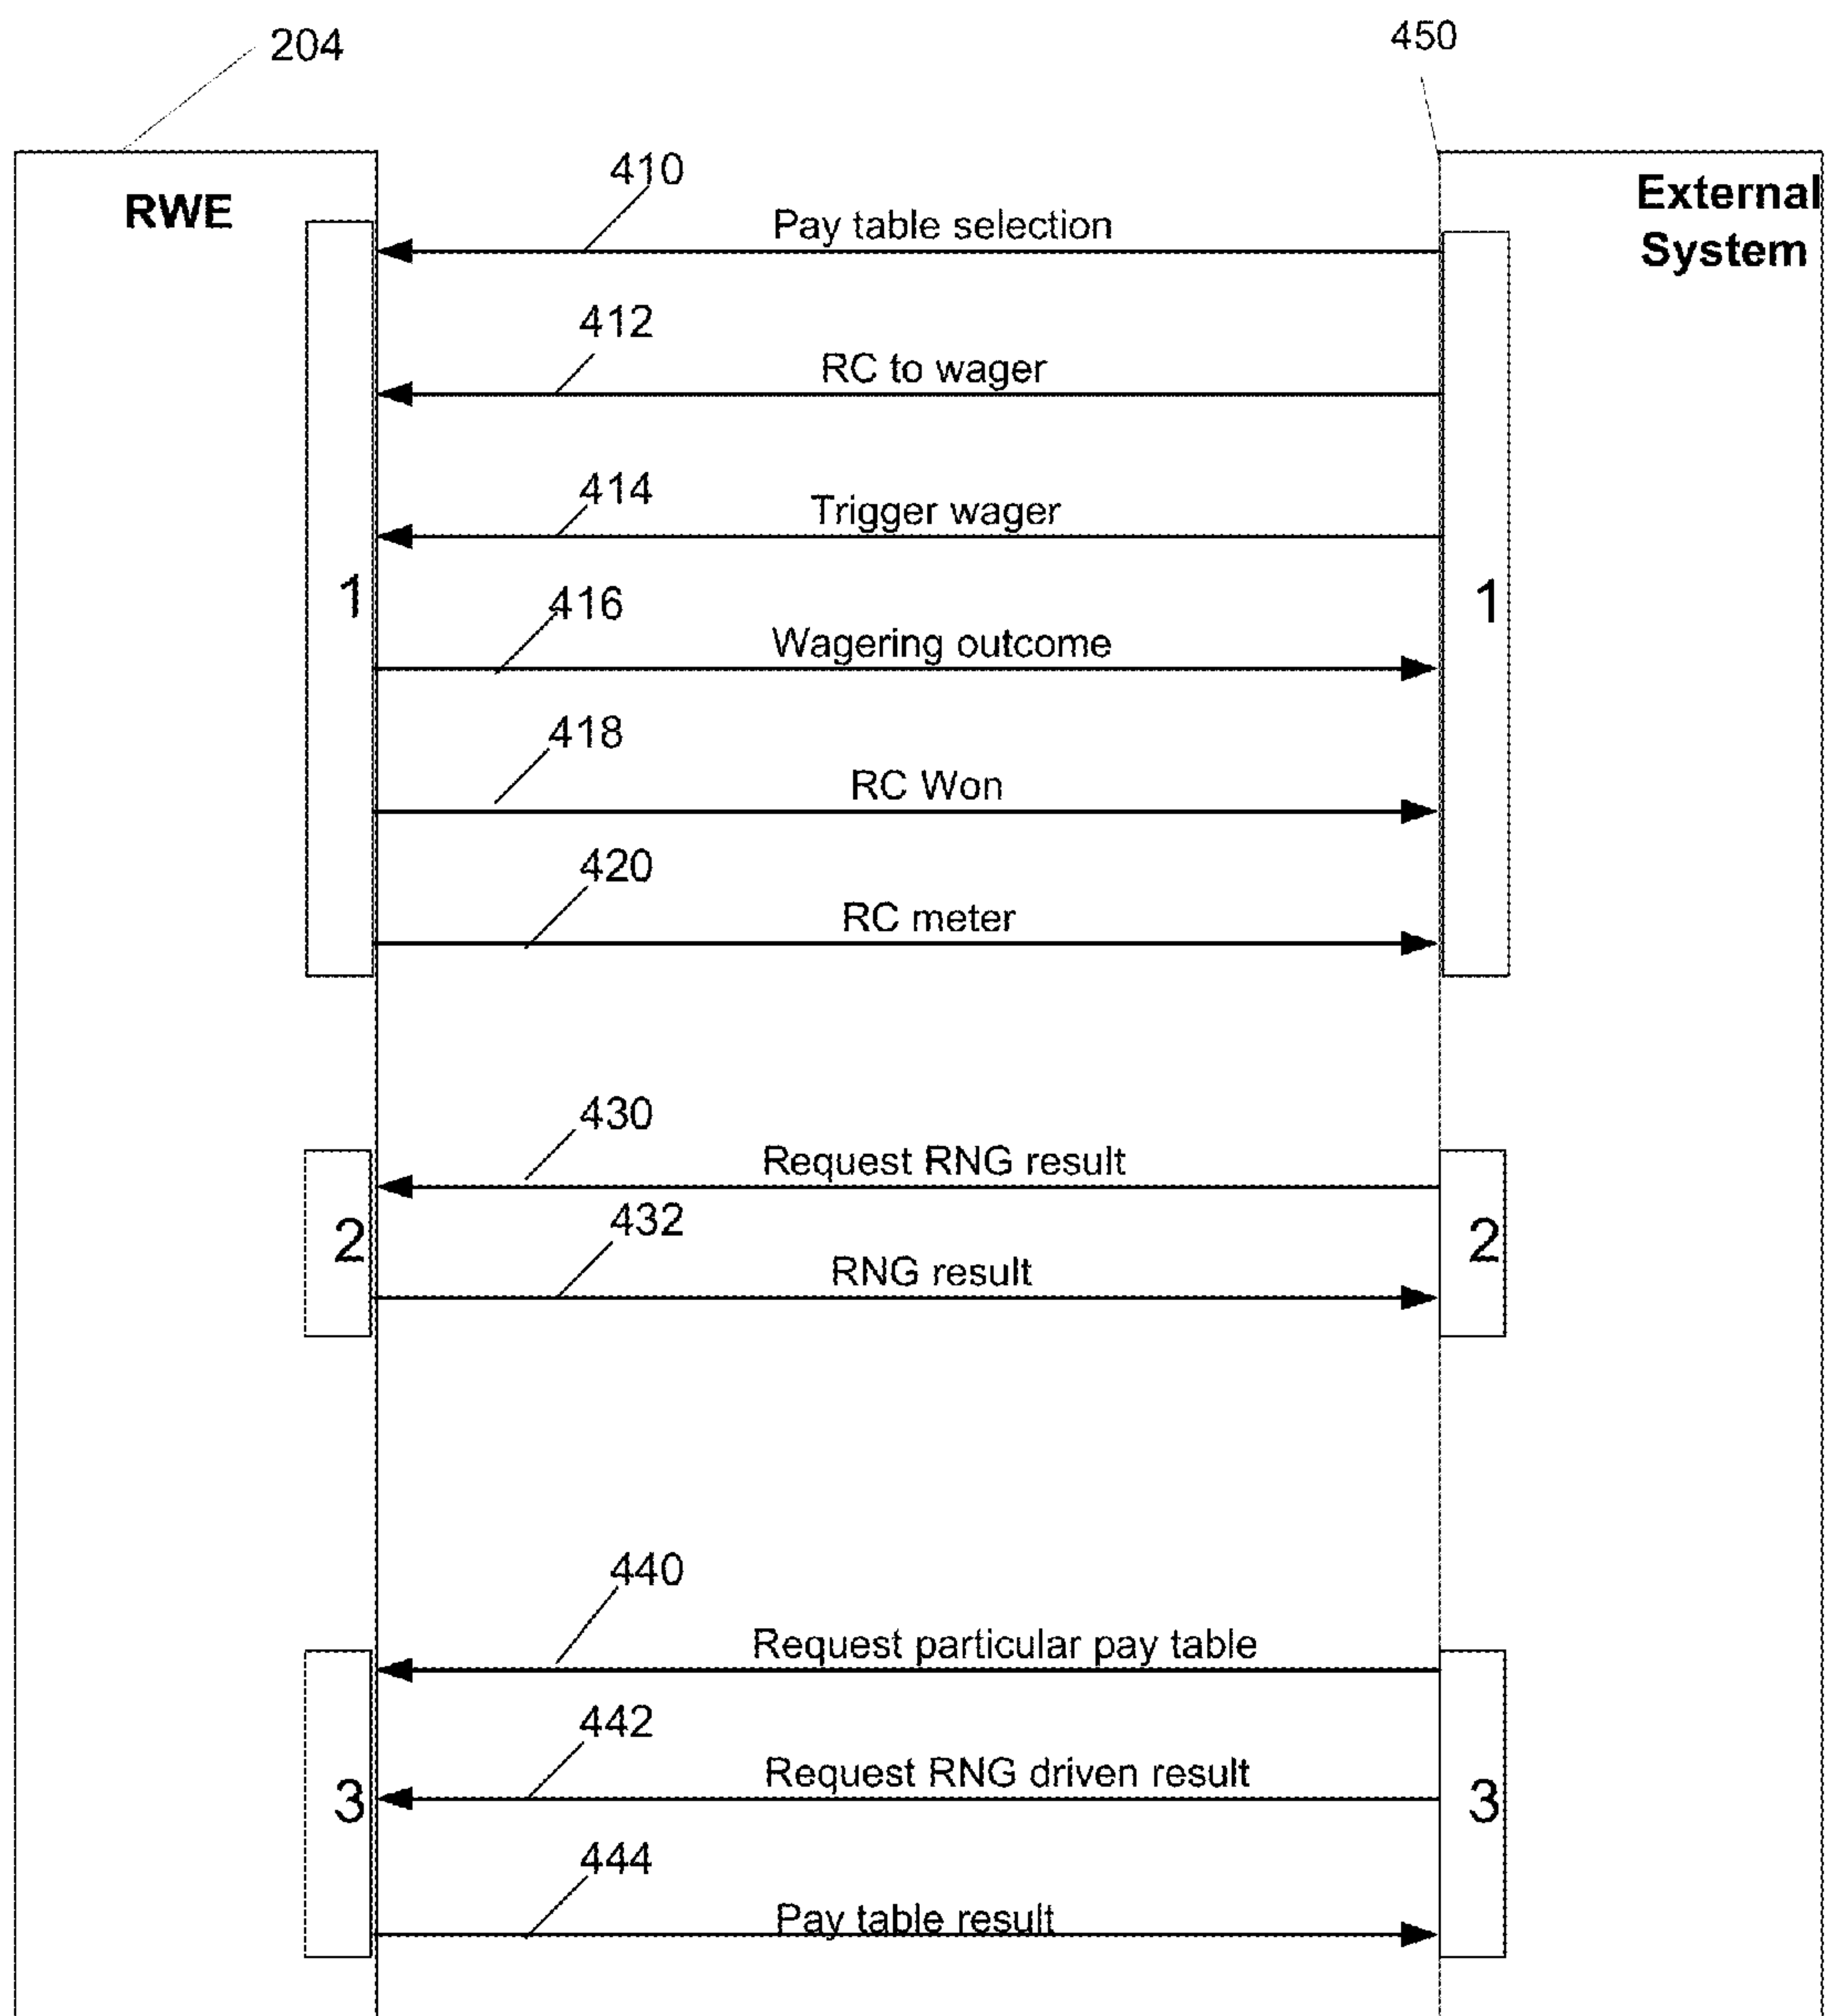 204
450
RWE
External
System
410
Pay table selection
412
RC to wager
414
Trigger wager
1
1
416
Wagering outcome
418
RC Won
420
RC meter
430
Request RNG result
2
2
432
RNG result
440
Request particular pay table
442
Request RNG driven result
3
3
444
Pay table result